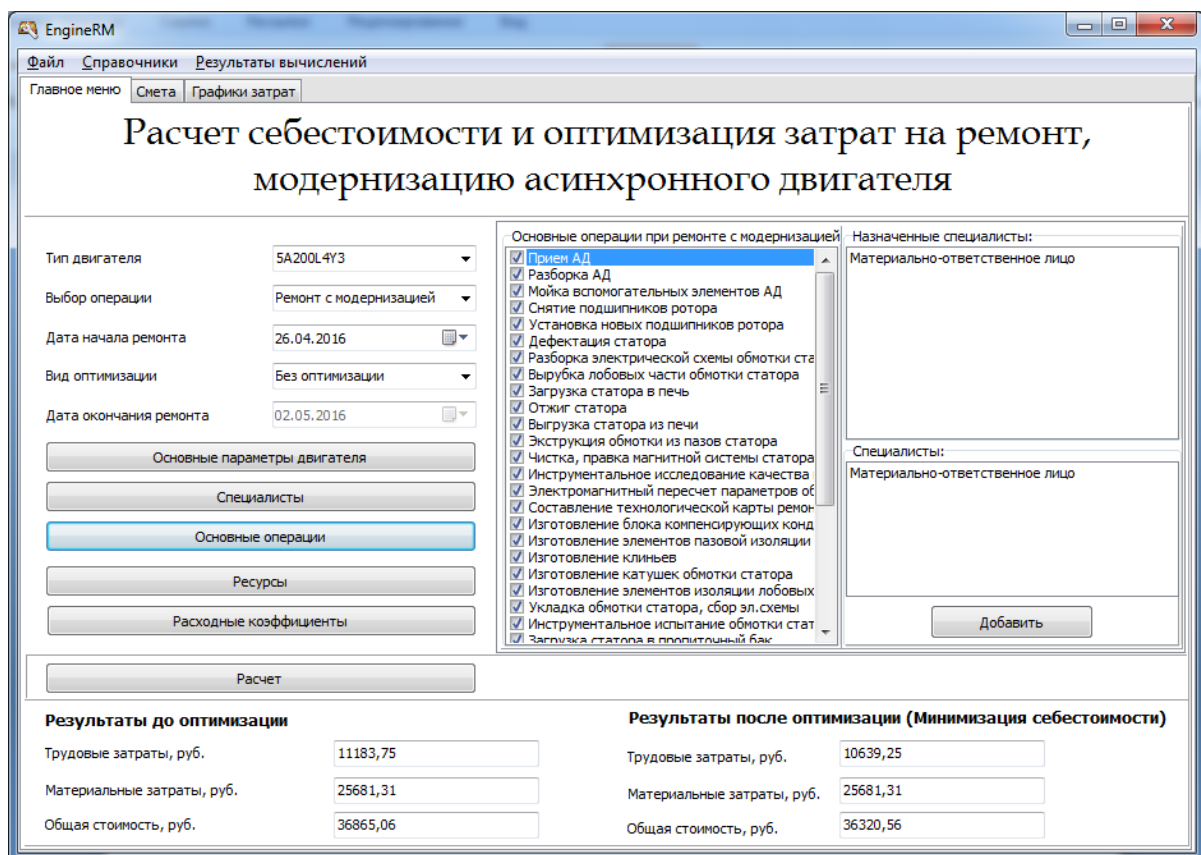 EngineRM
Файл Справочники Результаты вычислений
Главное меню Смета Графики затрат
Расчет себестоимости и оптимизация затрат на ремонт,
модернизацию асинхронного двигателя
Тип двигателя 5A200L4Y3
Выбор операции Ремонт с модернизацией
Дата начала ремонта 26.04.2016
Вид оптимизации Без оптимизации
Дата окончания ремонта 02.05.2016
Основные параметры двигателя
Специалисты
Основные операции
Ресурсы
Расходные коэффициенты
Расчет
Основные операции при ремонте с модернизацией
Прием АД
Разборка АД
Мойка вспомогательных элементов АД
Снятие подшипников ротора
Установка новых подшипников ротора
Дефектация статора
Разборка электрической схемы обмотки ста
Вырубка лобовых части обмотки статора
Загрузка статора в печь
Отжиг статора
Выгрузка статора из печи
Экструкция обмотки из пазов статора
Чистка, правка магнитной системы статора
Инструментальное исследование качества
Электромагнитный пересчет параметров об
Составление технологической карты ремон
Изготовление блока компенсирующих конд
Изготовление элементов пазовой изоляции
Изготовление клиньев
Изготовление катушек обмотки статора
Изготовление элементов изоляции лобовых
Укладка обмотки статора, сбор эл.схемы
Инструментальное испытание обмотки стат
Загрузка статора в пропиточный бак
Назначенные специалисты:
Материально-ответственное лицо
Специалисты:
Материально-ответственное лицо
Добавить
Результаты до оптимизации
Трудовые затраты, руб. 11183,75
Материальные затраты, руб. 25681,31
Общая стоимость, руб. 36865,06
Результаты после оптимизации (Минимизация себестоимости)
Трудовые затраты, руб. 10639,25
Материальные затраты, руб. 25681,31
Общая стоимость, руб. 36320,56